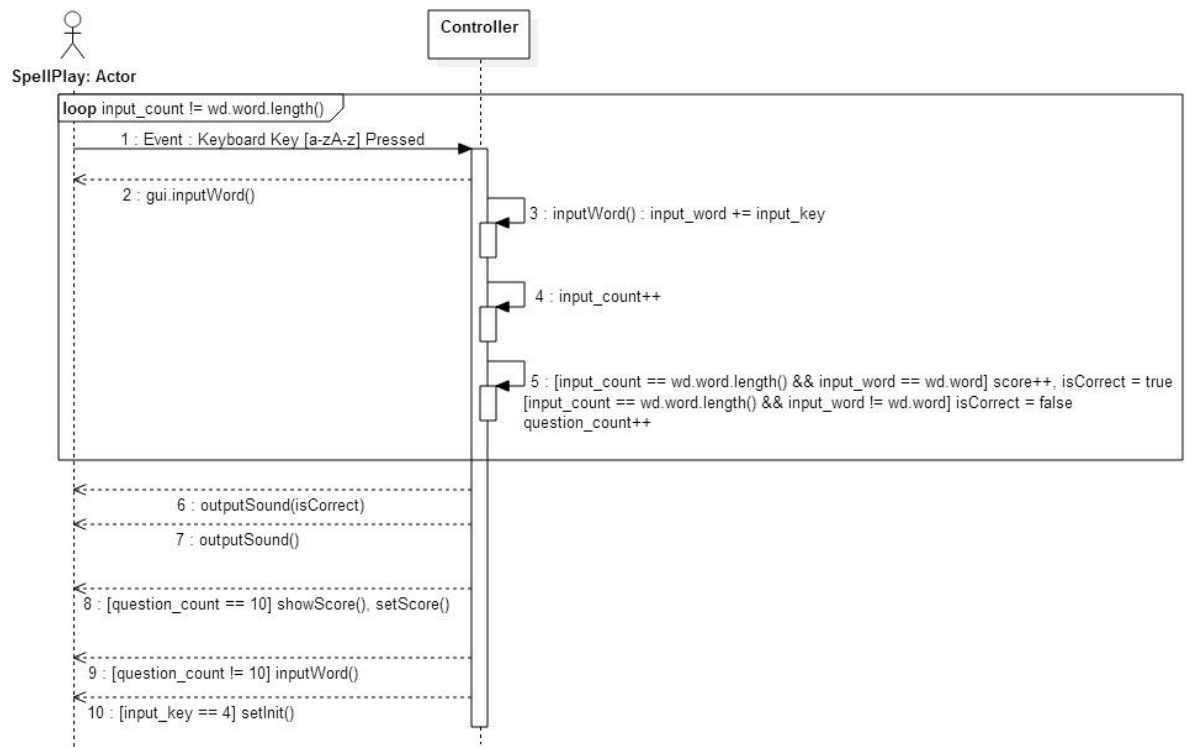 Controller
SpellPlay: Actor
loop input_count != wd.word.length()
1 : Event : Keyboard Key [a-zA-z] Pressed
2 : gui.inputWord()
3 : inputWord() : input_word += input_key
4 : input_count++
5 : [input_count == wd.word.length() && input_word == wd.word] score++, isCorrect = true
[input_count == wd.word.length() && input_word != wd.word] isCorrect = false
question_count++
6 : outputSound(isCorrect)
7 : outputSound()
8 : [question_count == 10] showScore(), setScore()
9 : [question_count != 10] inputWord()
10 : [input_key == 4] setInit()